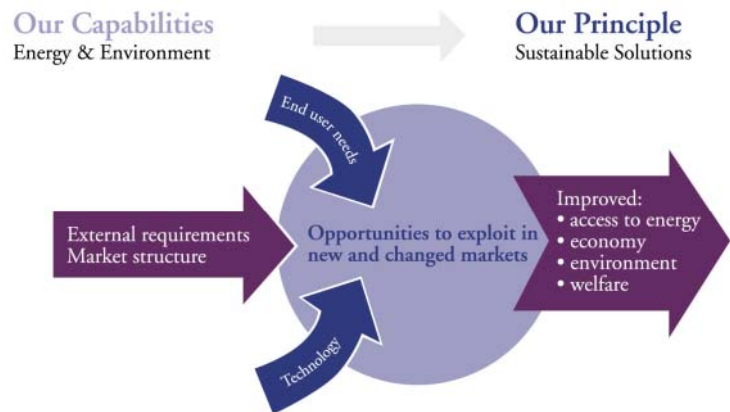 Our Capabilities
Energy & Environment
Our Principle
Sustainable Solutions
End user needs
External requirements
Market structure
Opportunities to exploit in
new and changed markets
Technology
Improved:
• access to energy
• economy
• environment
• welfare